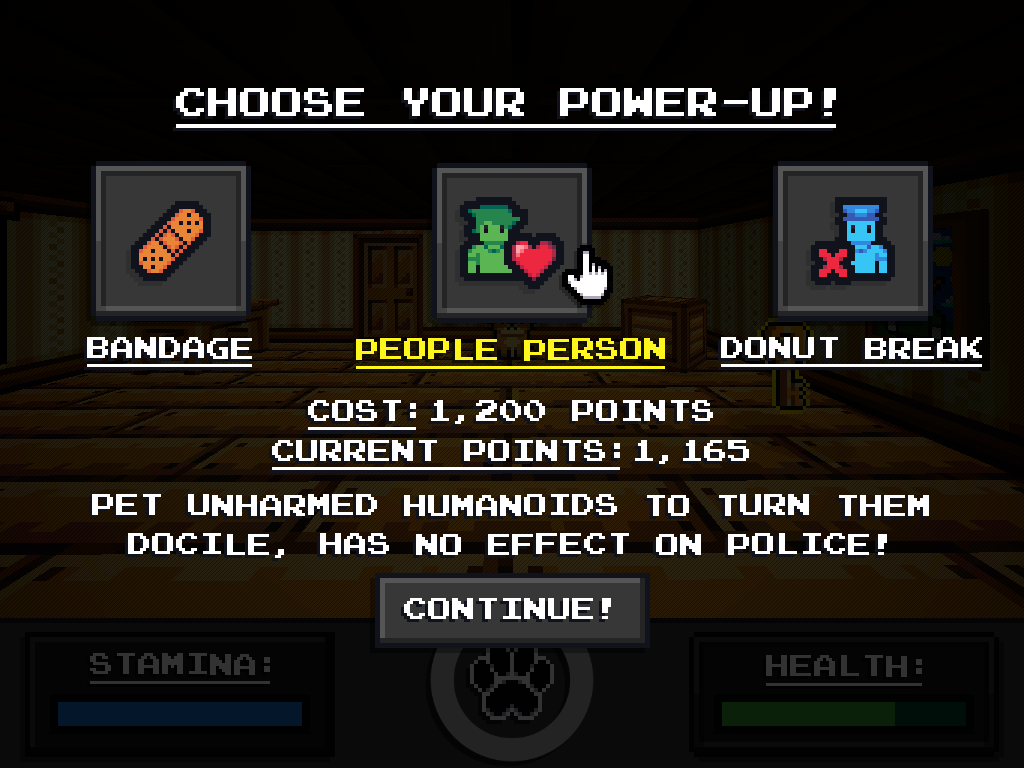 CHOOSE YOUR POWER-UP!
BANDAGE PEOPLE PERSON DONUT BREAK
COST: 1,200 POINTS
CURRENT POINTS: 1,165
PET UNHARMED HUMANOIDS TO TURN THEM
DOCILE, HAS NO EFFECT ON POLICE!
CONTINUE!
STAMINA: HEALTH: